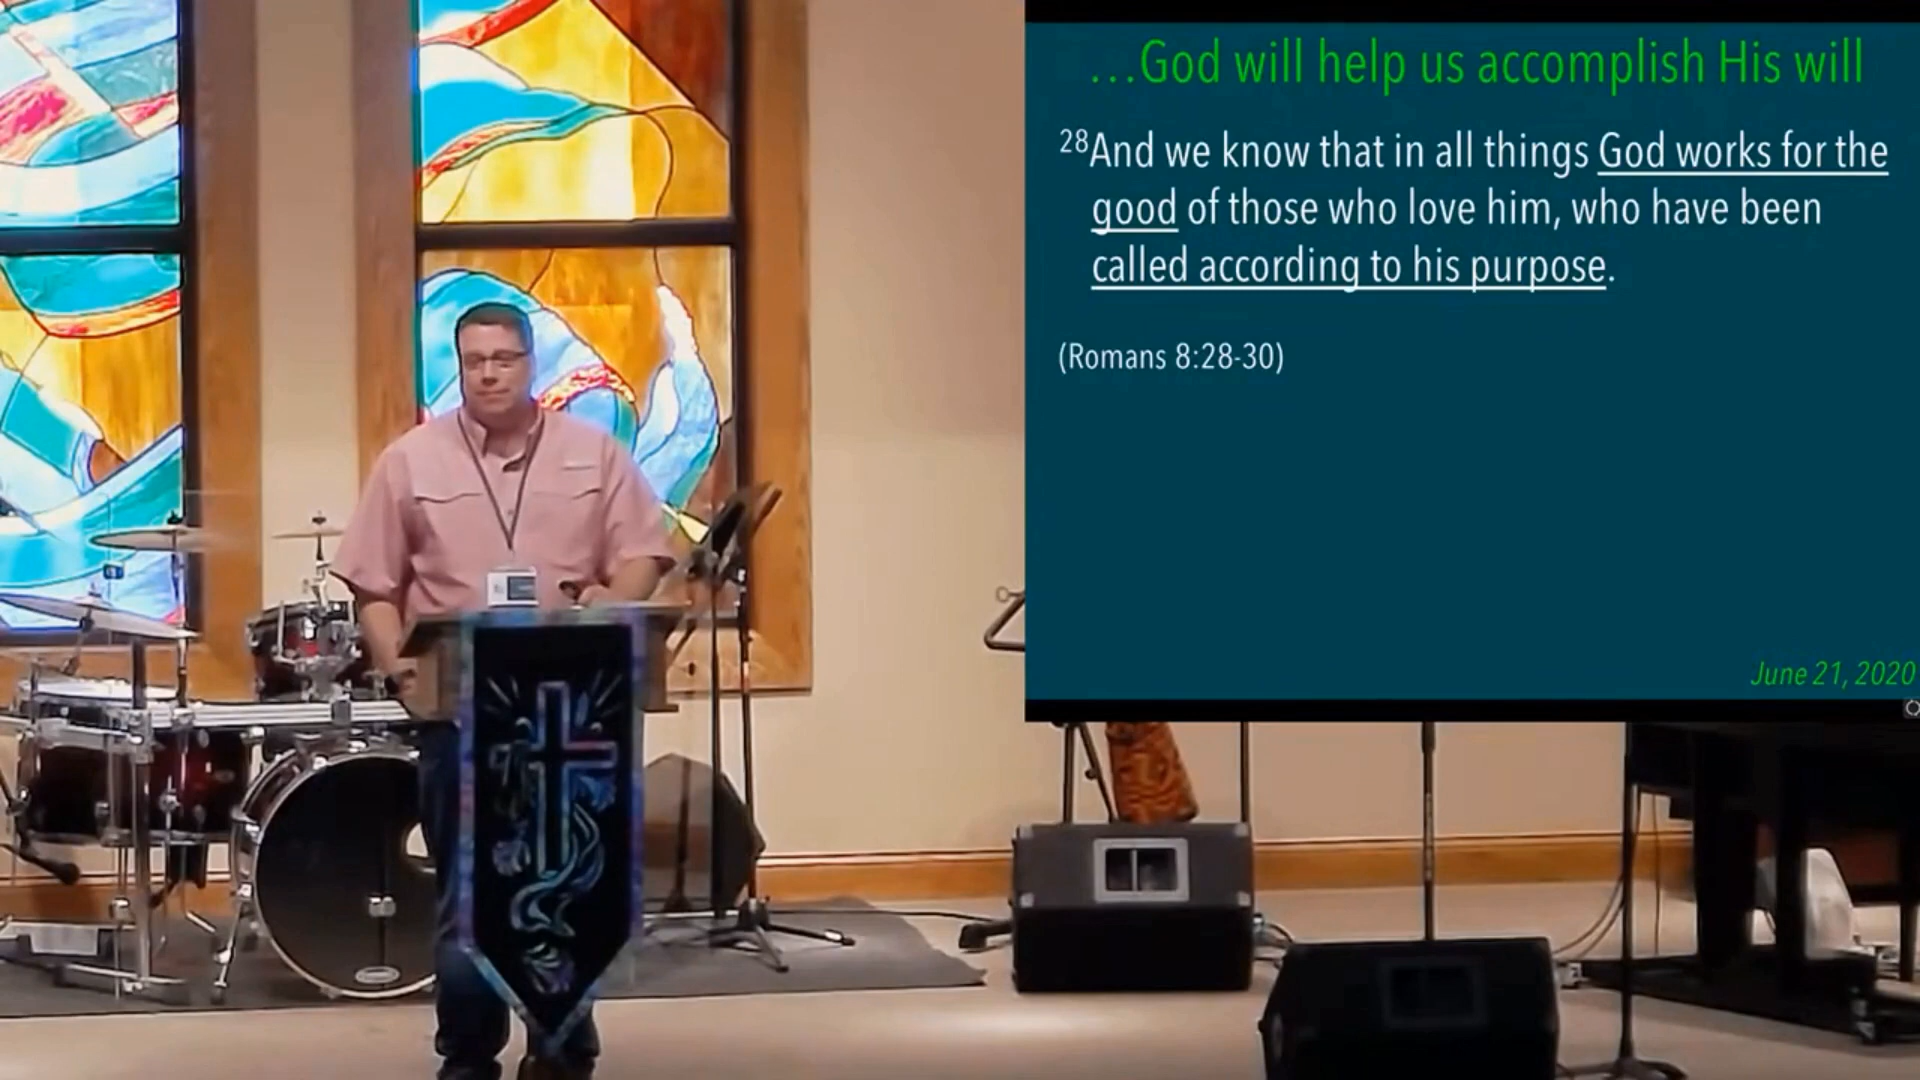 ...God will help us accomplish His will
28And we know that in all things God works for the
good of those who love him, who have been
called according to his purpose.
(Romans 8:28-30)
June 21, 2020